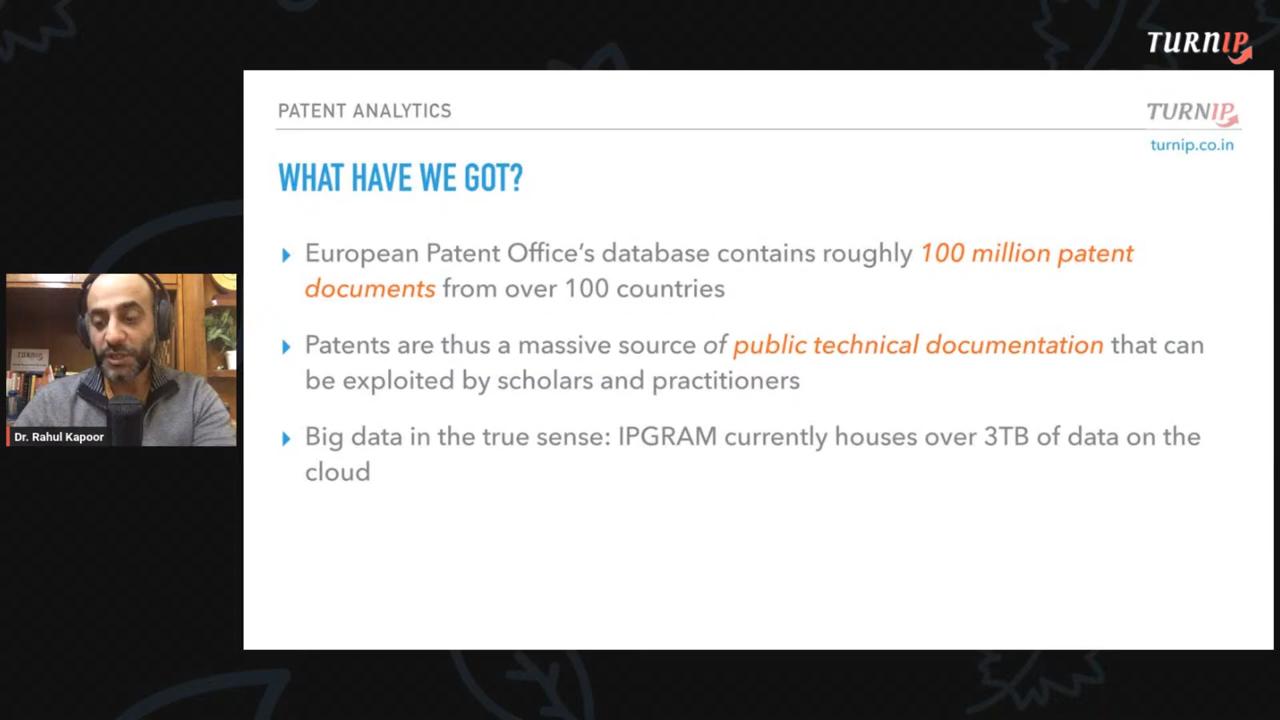 TURNIP
PATENT ANALYTICS
TURNIP
turnip.co.in
WHAT HAVE WE GOT?
European Patent Office‘s database contains roughly 100 million patent
documents from over 100 countries
Patents are thus a massive source of public technical documentation that can
be exploited by scholars and practitioners
Big data in the true sense: IPGRAM currently houses over 3TB of data on the
cloud
TURNIP
Dr. Rahul Kapoor